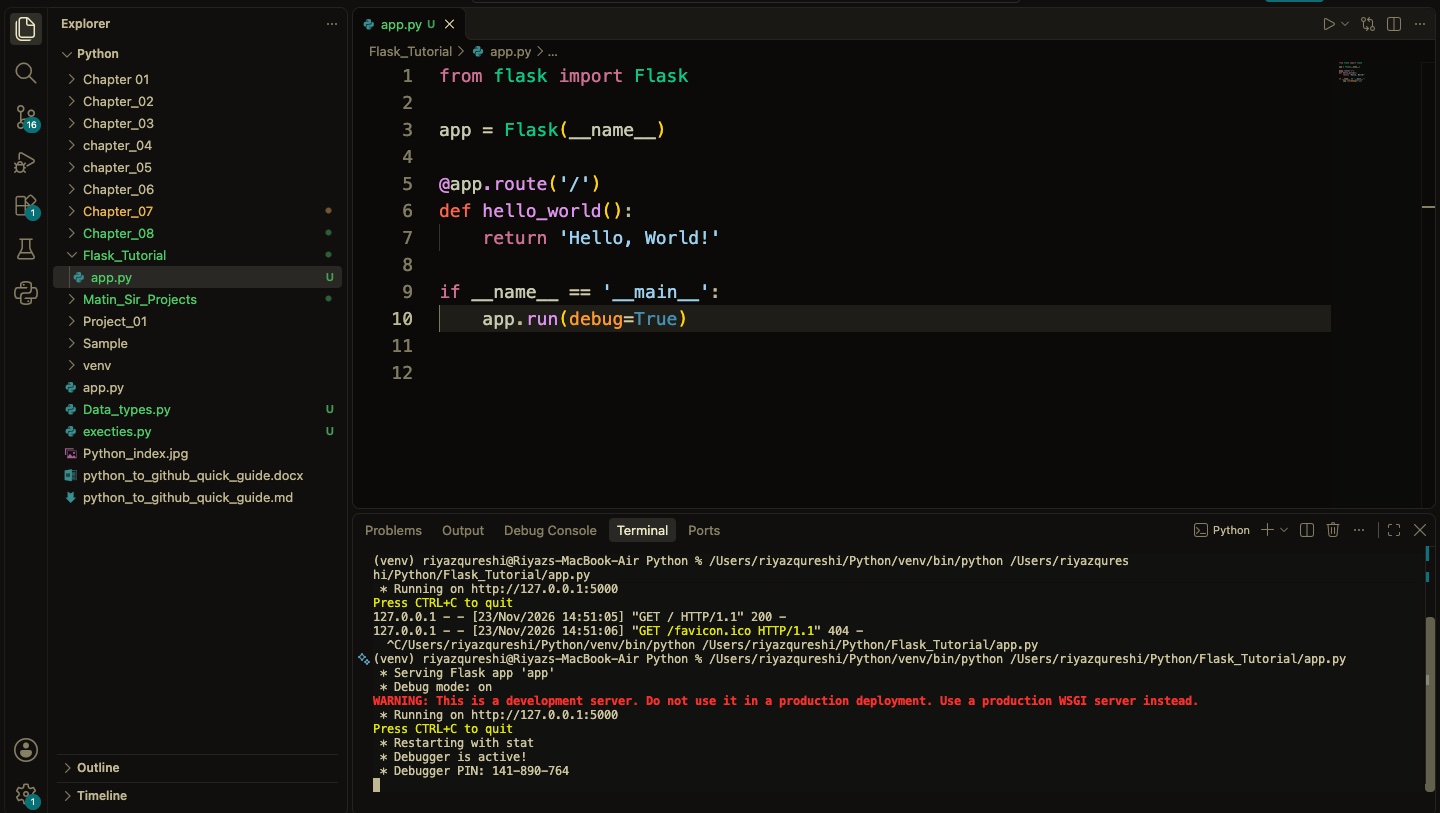 Explorer ...
Python
Chapter 01
Chapter_02
Chapter_03
chapter_04
chapter_05
Chapter_06
Chapter_07
Chapter_08
Flask_Tutorial
app.py U
Matin_Sir_Projects
Project_01
Sample
venv
app.py
Data_types.py U
execties.py U
Python_index.jpg
python_to_github_quick_guide.docx
python_to_github_quick_guide.md
Outline
Timeline
16
1
1
app.py U
Flask_Tutorial > app.py > ...
1 from flask import Flask
2
3 app = Flask(__name__)
4
5 @app.route('/')
6 def hello_world():
7     return 'Hello, World!'
8
9 if __name__ == '__main__':
10     app.run(debug=True)
11
12
Problems Output Debug Console Terminal Ports Python
(venv) riyazqureshi@Riyazs-MacBook-Air Python % /Users/riyazqureshi/Python/venv/bin/python /Users/riyazqures
hi/Python/Flask_Tutorial/app.py
 * Running on http://127.0.0.1:5000
Press CTRL+C to quit
127.0.0.1 - - [23/Nov/2026 14:51:05] "GET / HTTP/1.1" 200 -
127.0.0.1 - - [23/Nov/2026 14:51:06] "GET /favicon.ico HTTP/1.1" 404 -
^C/Users/riyazqureshi/Python/venv/bin/python /Users/riyazqureshi/Python/Flask_Tutorial/app.py
(venv) riyazqureshi@Riyazs-MacBook-Air Python % /Users/riyazqureshi/Python/venv/bin/python /Users/riyazqureshi/Python/Flask_Tutorial/app.py
 * Serving Flask app 'app'
 * Debug mode: on
WARNING: This is a development server. Do not use it in a production deployment. Use a production WSGI server instead.
 * Running on http://127.0.0.1:5000
Press CTRL+C to quit
 * Restarting with stat
 * Debugger is active!
 * Debugger PIN: 141-890-764